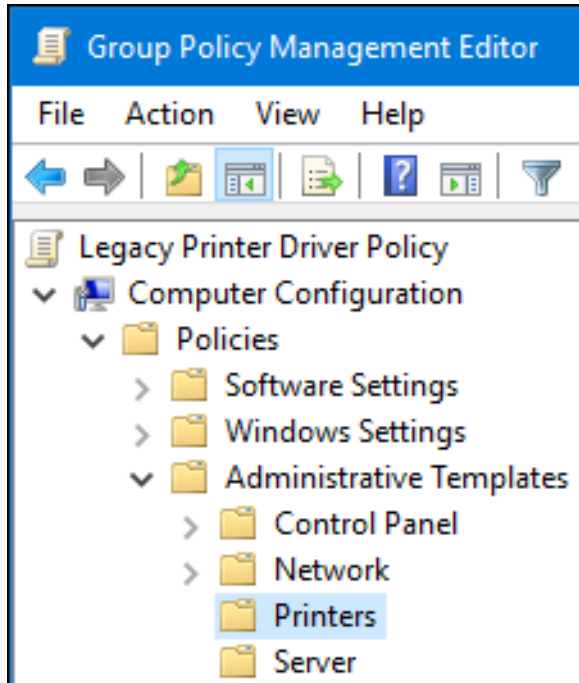 Group Policy Management Editor
File Action View Help
?
Legacy Printer Driver Policy
Computer Configuration
Policies
Software Settings
Windows Settings
Administrative Templates
Control Panel
Network
Printers
Server